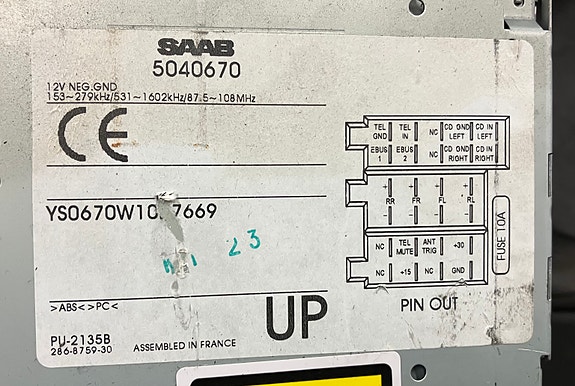 SAAB
5040670
12V NEG.GND
153~279kHz/531~1602kHz/87.5~108MHz
CE
TEL GND TEL IN NC CD GND LEFT CD IN LEFT
EBUS 1 EBUS 2 NC CD GND RIGHT CD IN RIGHT
+ + + +
RR FR FL RL
- - - -
NC TEL MUTE ANT TRIG +30
NC +15 NC GND
FUSE 10A
PIN OUT
YS0670W10 7669
23
>ABS<>PC<
UP
PU-2135B
286-8759-30
ASSEMBLED IN FRANCE